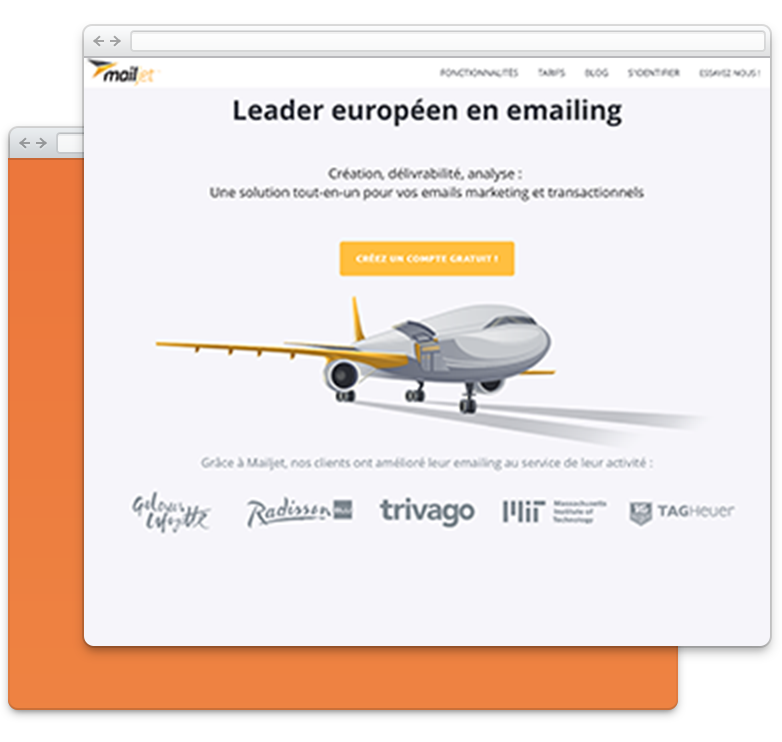 mailjet
FONCTIONNALITÉS TARIFS BLOG S'IDENTIFIER ESSAYEZ-NOUS !
Leader européen en emailing
Création, délivrabilité, analyse :
Une solution tout-en-un pour vos emails marketing et transactionnels
CRÉEZ UN COMPTE GRATUIT !
Grâce à Mailjet, nos clients ont amélioré leur emailing au service de leur activité :
Galeries Lafayette
Radisson BLU
trivago
MIT Massachusetts Institute of Technology
TAGHeuer